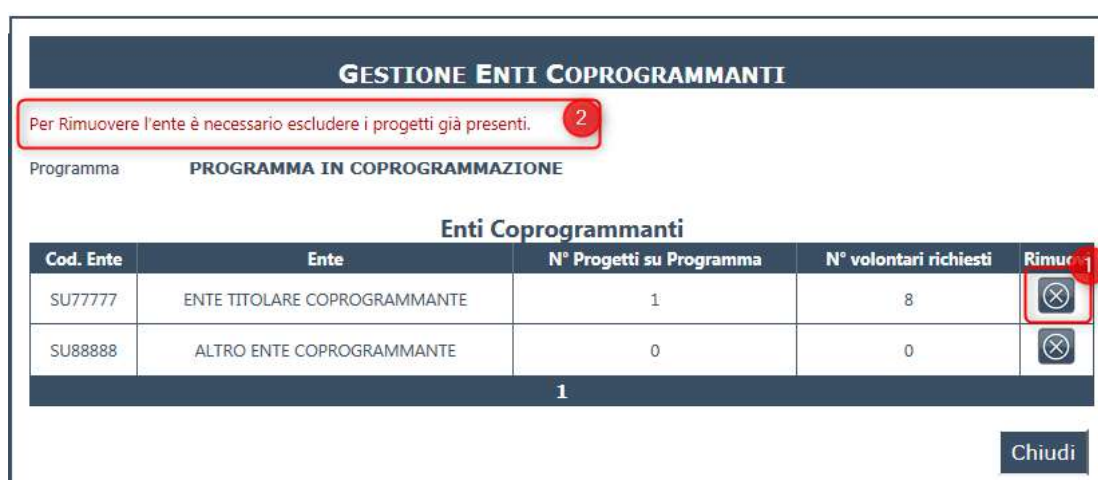 GESTIONE ENTI COPROGRAMMANTI
Per Rimuovere l'ente è necessario escludere i progetti già presenti. 2
Programma PROGRAMMA IN COPROGRAMMAZIONE
Enti Coprogrammanti
Cod. Ente Ente N° Progetti su Programma N° volontari richiesti Rimuovi 1
SU77777 ENTE TITOLARE COPROGRAMMANTE 1 8
SU88888 ALTRO ENTE COPROGRAMMANTE 0 0
1
Chiudi